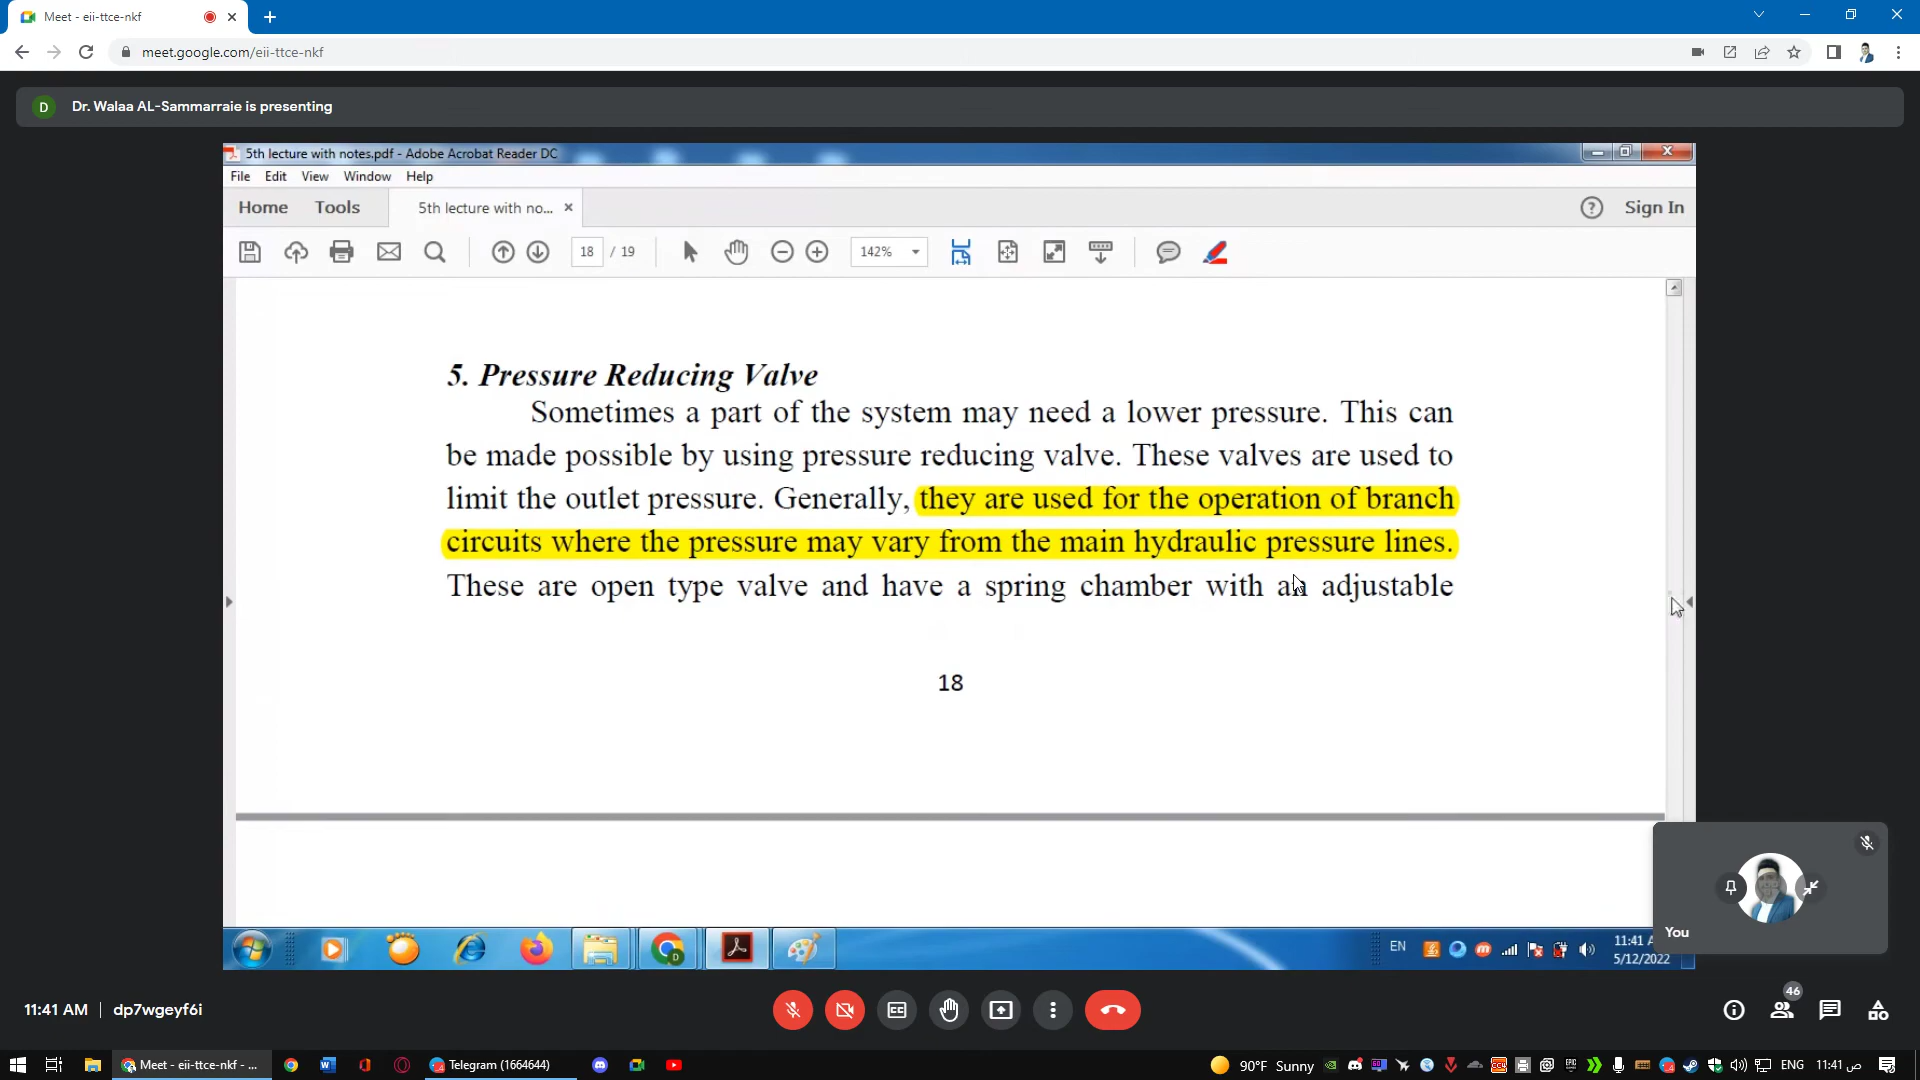 Meet - eii-ttce-nkf
meet.google.com/eii-ttce-nkf
D
Dr. Walaa AL-Sammarraie is presenting
5th lecture with notes.pdf - Adobe Acrobat Reader DC
File Edit View Window Help
Home Tools 5th lecture with no... Sign In
18 / 19 142%
5. Pressure Reducing Valve
Sometimes a part of the system may need a lower pressure. This can
be made possible by using pressure reducing valve. These valves are used to
limit the outlet pressure. Generally, they are used for the operation of branch
circuits where the pressure may vary from the main hydraulic pressure lines.
These are open type valve and have a spring chamber with an adjustable
18
You
EN
11:41 A
5/12/2022
46
11:41 AM | dp7wgeyf6i
Meet - eii-ttce-nkf - ...
Telegram (1664644)
90°F Sunny
ENG
11:41 ص